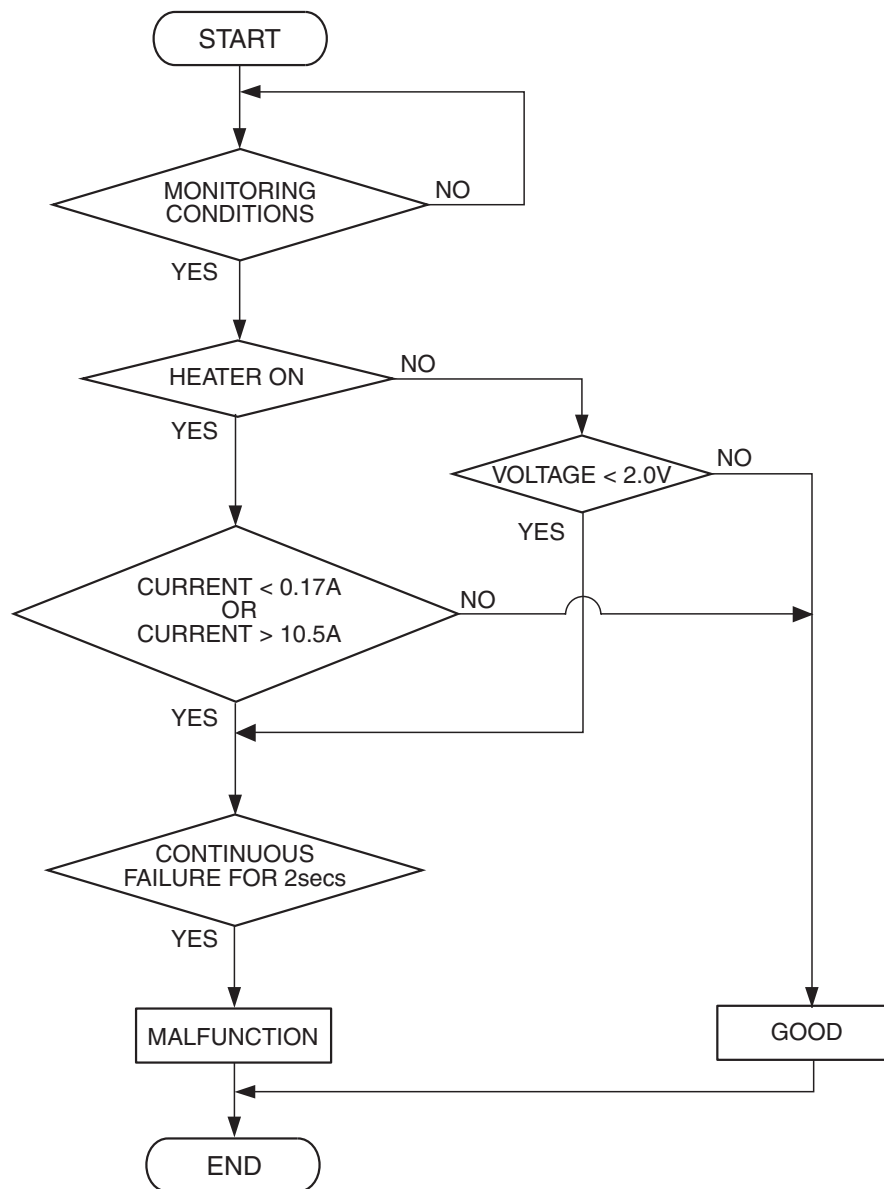 START
MONITORING
CONDITIONS
NO
YES
HEATER ON
NO
YES
VOLTAGE < 2.0V
NO
YES
CURRENT < 0.17A
OR
CURRENT > 10.5A
NO
YES
CONTINUOUS
FAILURE FOR 2secs
YES
MALFUNCTION
GOOD
END